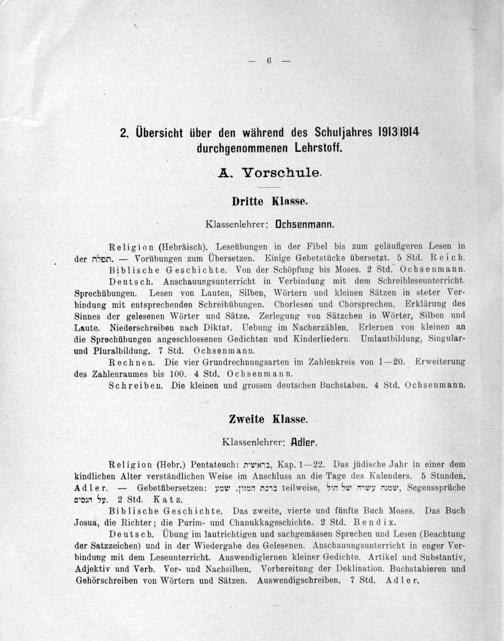 — 6 —
2. Übersicht über den während des Schuljahres 1913/1914
durchgenommenen Lehrstoff.
A. Vorschule.
Dritte Klasse.
Klassenlehrer: Ochsenmann.
Religion (Hebräisch). Leseübungen in der Fibel bis zum geläufigeren Lesen in
der תפלה. — Vorübungen zum Übersetzen. Einige Gebetstücke übersetzt. 5 Std. Reich.
Biblische Geschichte. Von der Schöpfung bis Moses. 2 Std. Ochsenmann.
Deutsch. Anschauungsunterricht in Verbindung mit dem Schreibleseunterricht.
Sprechübungen. Lesen von Lauten, Silben, Wörtern und kleinen Sätzen in steter Ver-
bindung mit entsprechenden Schreibübungen. Chorlesen und Chorsprechen. Erklärung des
Sinnes der gelesenen Wörter und Sätze. Zerlegung von Sätzchen in Wörter, Silben und
Laute. Niederschreiben nach Diktat. Uebung im Nacherzählen. Erlernen von kleinen an
die Sprechübungen angeschlossenen Gedichten und Kinderliedern. Umlautbildung, Singular-
und Pluralbildung. 7 Std. Ochsenmann.
Rechnen. Die vier Grundrechnungsarten im Zahlenkreis von 1—20. Erweiterung
des Zahlenraumes bis 100. 4 Std. Ochsenmann.
Schreiben. Die kleinen und grossen deutschen Buchstaben. 4 Std. Ochsenmann.
Zweite Klasse.
Klassenlehrer: Adler.
Religion (Hebr.) Pentateuch: בראשית, Kap. 1—22. Das jüdische Jahr in einer dem
kindlichen Alter verständlichen Weise im Anschluss an die Tage des Kalenders. 5 Stunden.
Adler. — Gebetübersetzen: ברכת המזון, שמע teilweise, שמנה עשרה של חול, Segenssprüche
על הנסים. 2 Std. Katz.
Biblische Geschichte. Das zweite, vierte und fünfte Buch Moses. Das Buch
Josua, die Richter; die Purim- und Chanukkageschichte. 2 Std. Bendix.
Deutsch. Übung im lautrichtigen und sachgemässen Sprechen und Lesen (Beachtung
der Satzzeichen) und in der Wiedergabe des Gelesenen. Anschauungsunterricht in enger Ver-
bindung mit dem Leseunterricht. Auswendiglernen kleiner Gedichte. Artikel und Substantiv,
Adjektiv und Verb. Vor- und Nachsilben. Vorbereitung der Deklination. Buchstabieren und
Gehörschreiben von Wörtern und Sätzen. Auswendigschreiben. 7 Std. Adler.